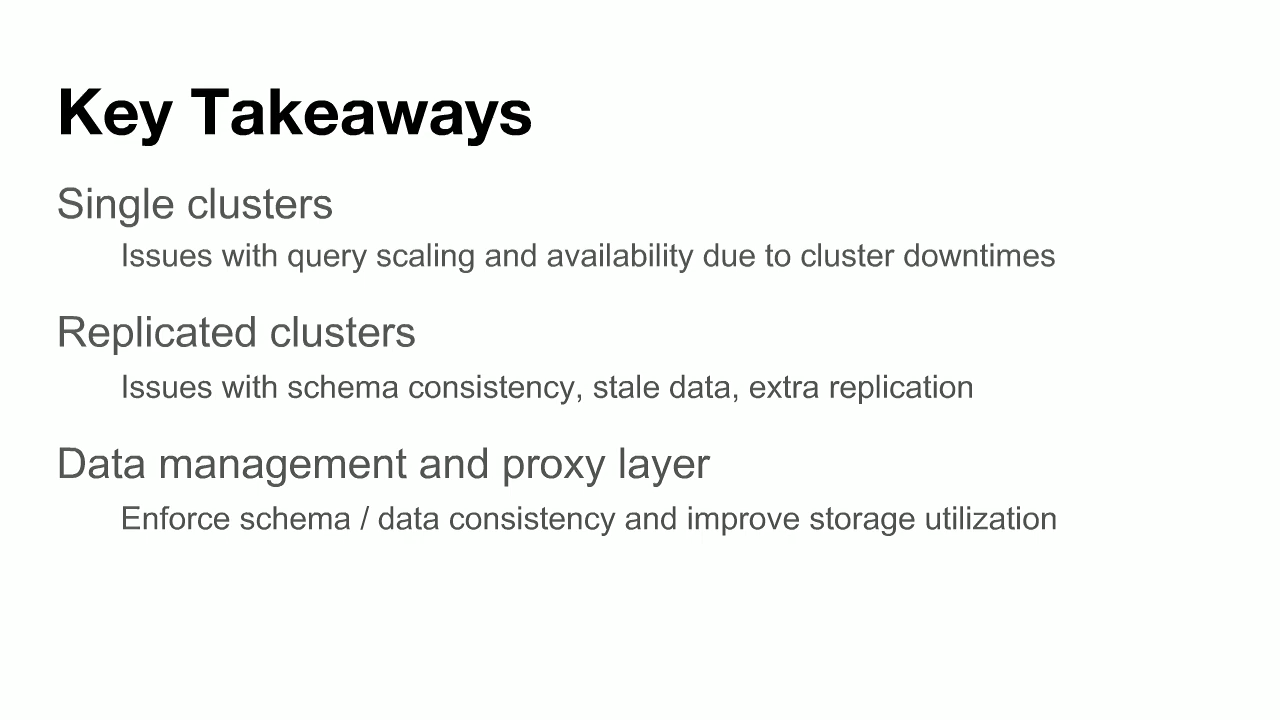 Key Takeaways
Single clusters
Issues with query scaling and availability due to cluster downtimes
Replicated clusters
Issues with schema consistency, stale data, extra replication
Data management and proxy layer
Enforce schema / data consistency and improve storage utilization